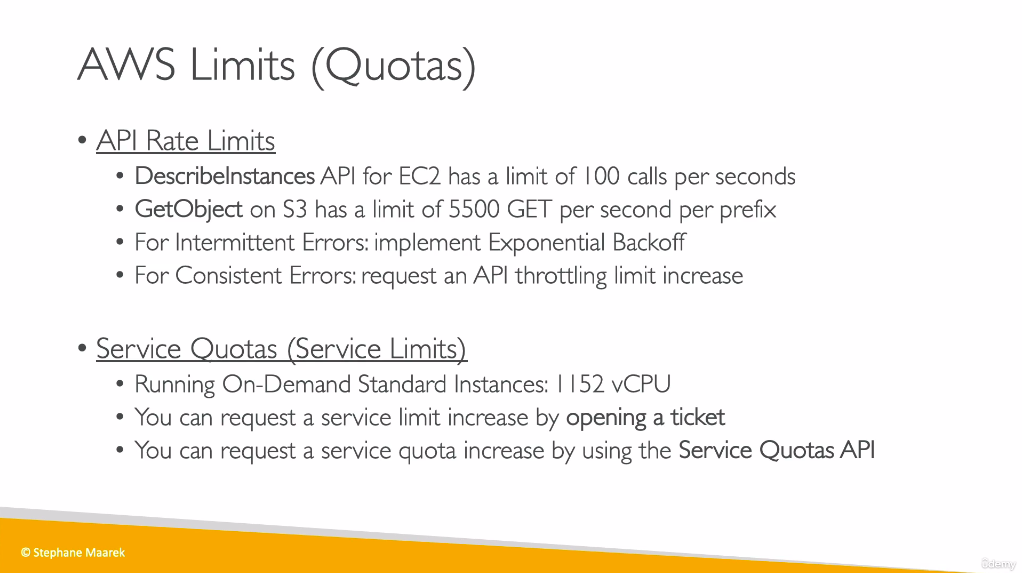 AWS Limits (Quotas)
• API Rate Limits
• DescribeInstances API for EC2 has a limit of 100 calls per seconds
• GetObject on S3 has a limit of 5500 GET per second per prefix
• For Intermittent Errors: implement Exponential Backoff
• For Consistent Errors: request an API throttling limit increase
• Service Quotas (Service Limits)
• Running On-Demand Standard Instances: 1152 vCPU
• You can request a service limit increase by opening a ticket
• You can request a service quota increase by using the Service Quotas API
© Stephane Maarek
ûdemy